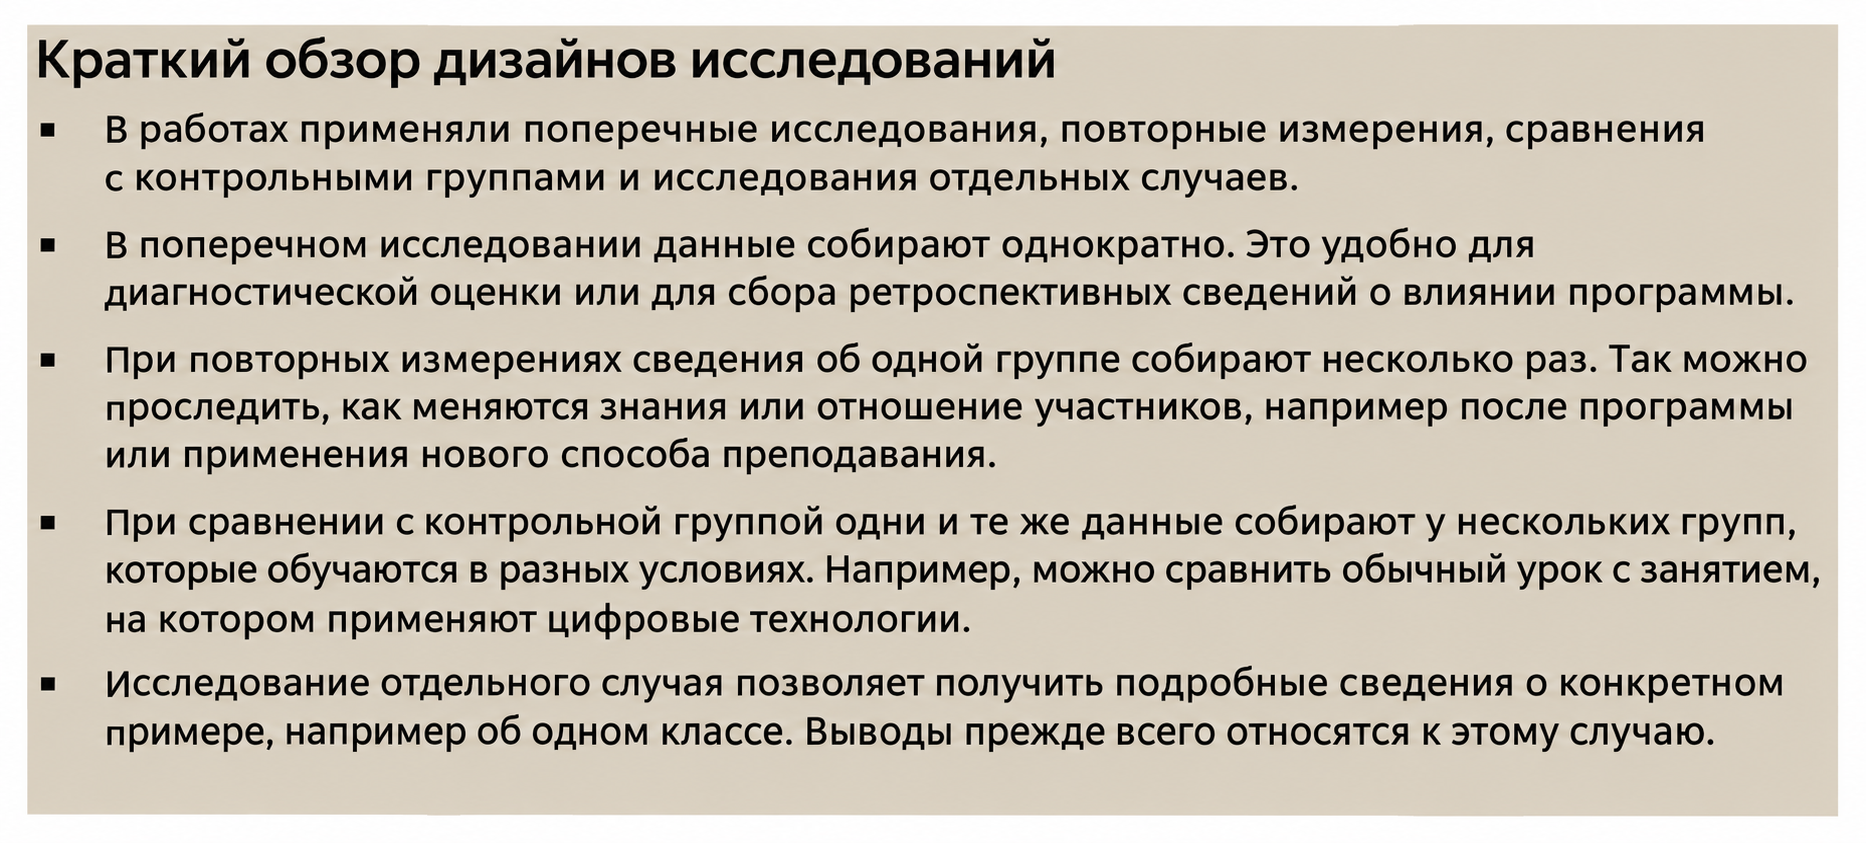 Краткий обзор дизайнов исследований
▪ В работах применяли поперечные исследования, повторные измерения, сравнения
с контрольными группами и исследования отдельных случаев.
▪ В поперечном исследовании данные собирают однократно. Это удобно для
диагностической оценки или для сбора ретроспективных сведений о влиянии программы.
▪ При повторных измерениях сведения об одной группе собирают несколько раз. Так можно
проследить, как меняются знания или отношение участников, например после программы
или применения нового способа преподавания.
▪ При сравнении с контрольной группой одни и те же данные собирают у нескольких групп,
которые обучаются в разных условиях. Например, можно сравнить обычный урок с занятием,
на котором применяют цифровые технологии.
▪ Исследование отдельного случая позволяет получить подробные сведения о конкретном
примере, например об одном классе. Выводы прежде всего относятся к этому случаю.